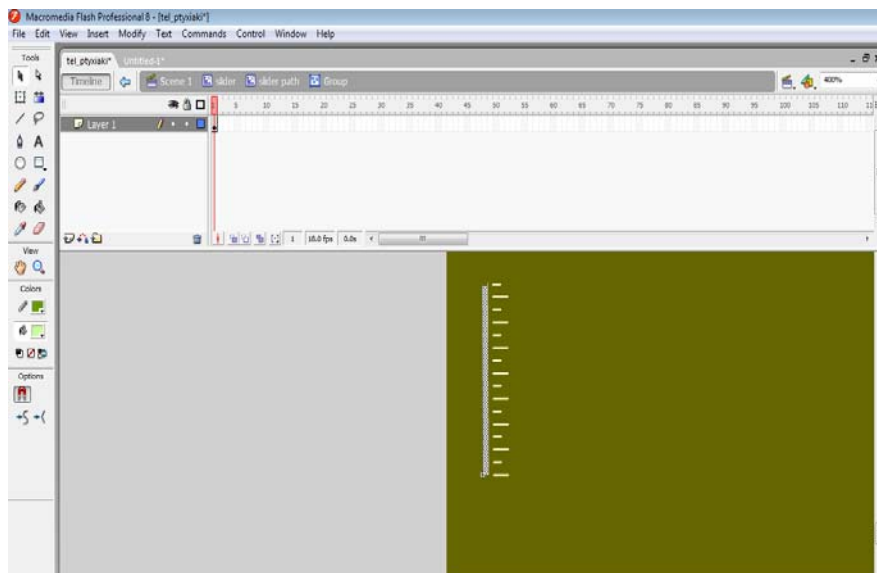 Macromedia Flash Professional 8 - [tel_ptyxiaki*]
File Edit View Insert Modify Text Commands Control Window Help
Tools
tel_ptyxiaki* Untitled-1*
Timeline Scene 1 slider slider path Group 400%
5 10 15 20 25 30 35 40 45 50 55 60 65 70 75 80 85 90 95 100 105 110
Layer 1
1 18.0 fps 0.0s
View
Colors
Options